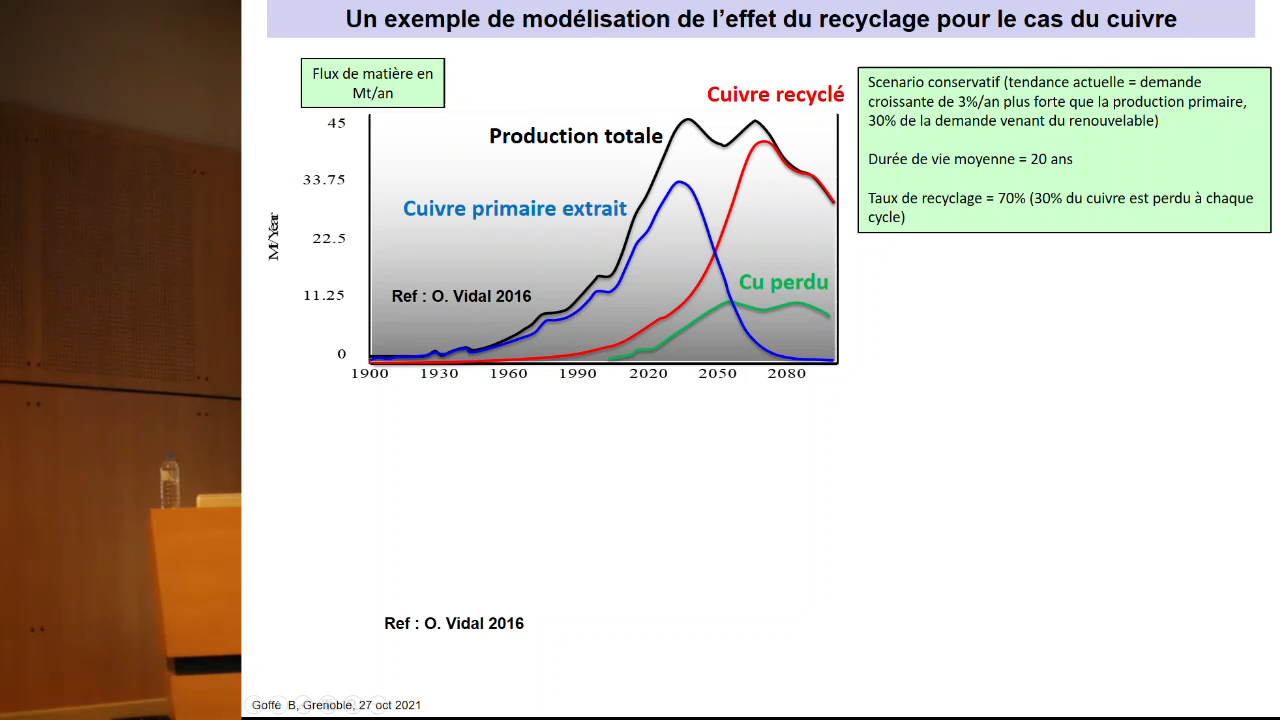 Un exemple de modélisation de l’effet du recyclage pour le cas du cuivre
Flux de matière en
Mt/an
Scenario conservatif (tendance actuelle = demande
croissante de 3%/an plus forte que la production primaire,
30% de la demande venant du renouvelable)
Durée de vie moyenne = 20 ans
Taux de recyclage = 70% (30% du cuivre est perdu à chaque
cycle)
Cuivre recyclé
Production totale
Cuivre primaire extrait
Cu perdu
Ref : O. Vidal 2016
M/Year
45
33.75
22.5
11.25
0
1900 1930 1960 1990 2020 2050 2080
Ref : O. Vidal 2016
Goffé B, Grenoble, 27 oct 2021